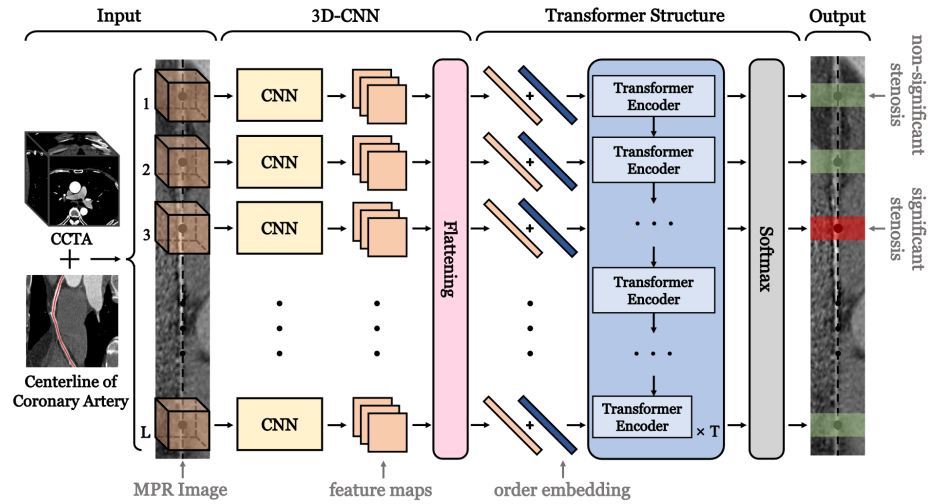 Input
3D-CNN
Transformer Structure
Output
1
CNN
Transformer
Encoder
non-significant
stenosis
2
CNN
Transformer
Encoder
CCTA
3
CNN
Flattening
Softmax
significant
stenosis
Transformer
Encoder
Centerline of
Coronary Artery
L
CNN
Transformer
Encoder
× T
MPR Image
feature maps
order embedding